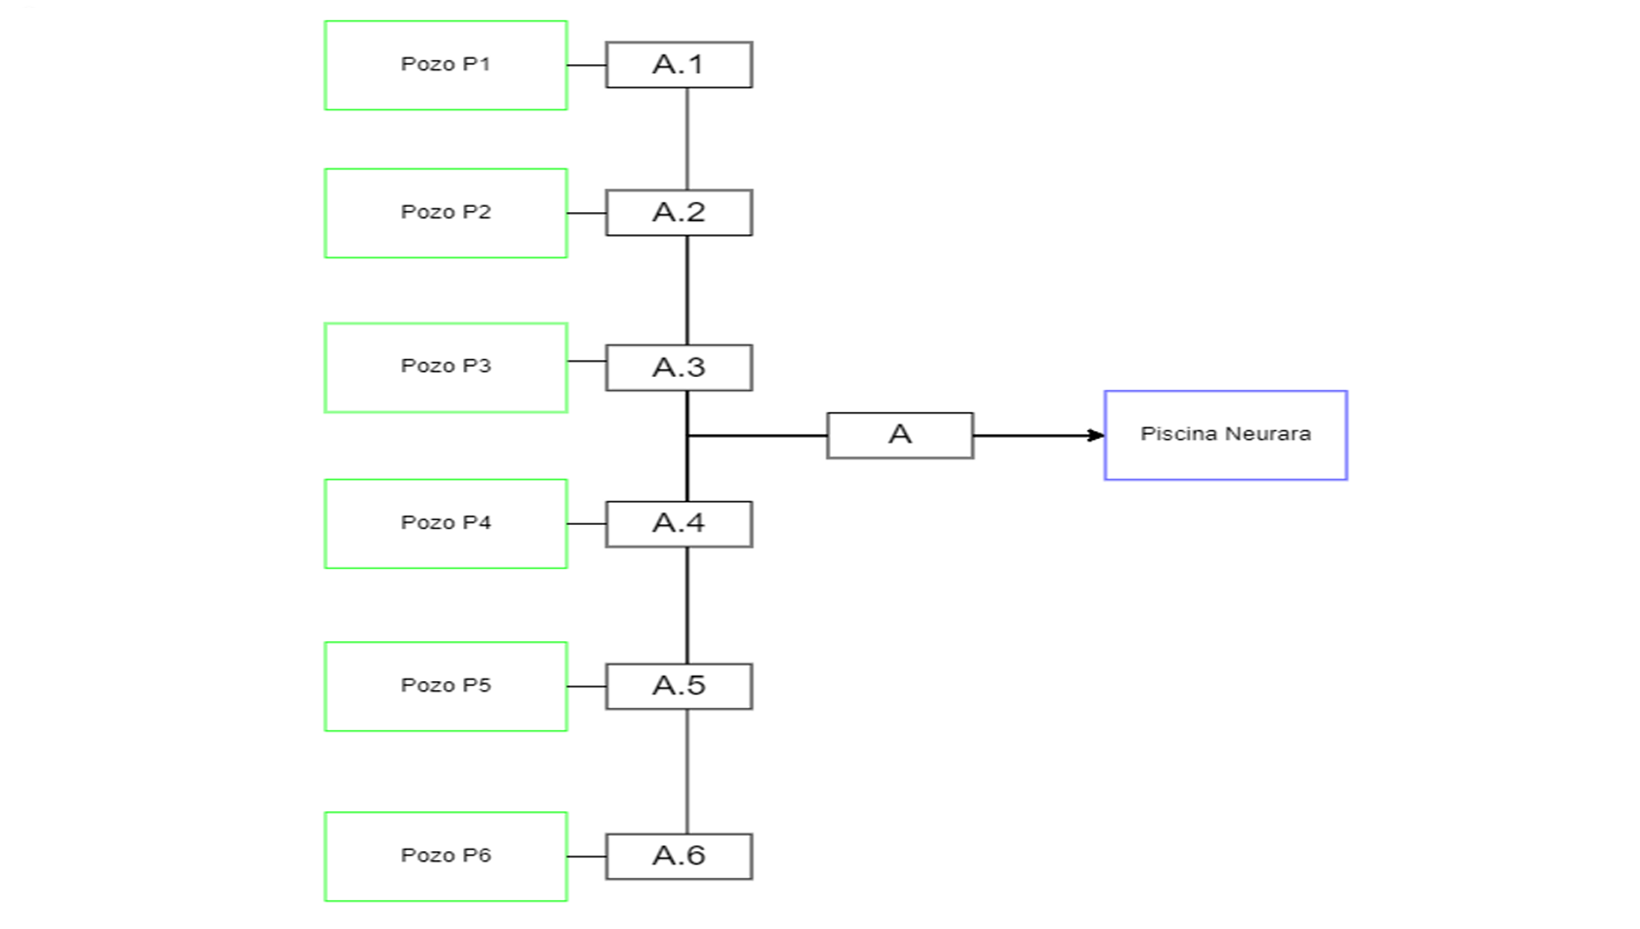 Pozo P1
A.1
Pozo P2
A.2
Pozo P3
A.3
A
Piscina Neurara
Pozo P4
A.4
Pozo P5
A.5
Pozo P6
A.6